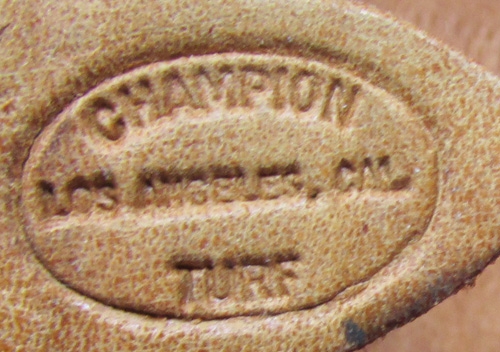 CHAMPION
LOS ANGELES, CAL.
TURF